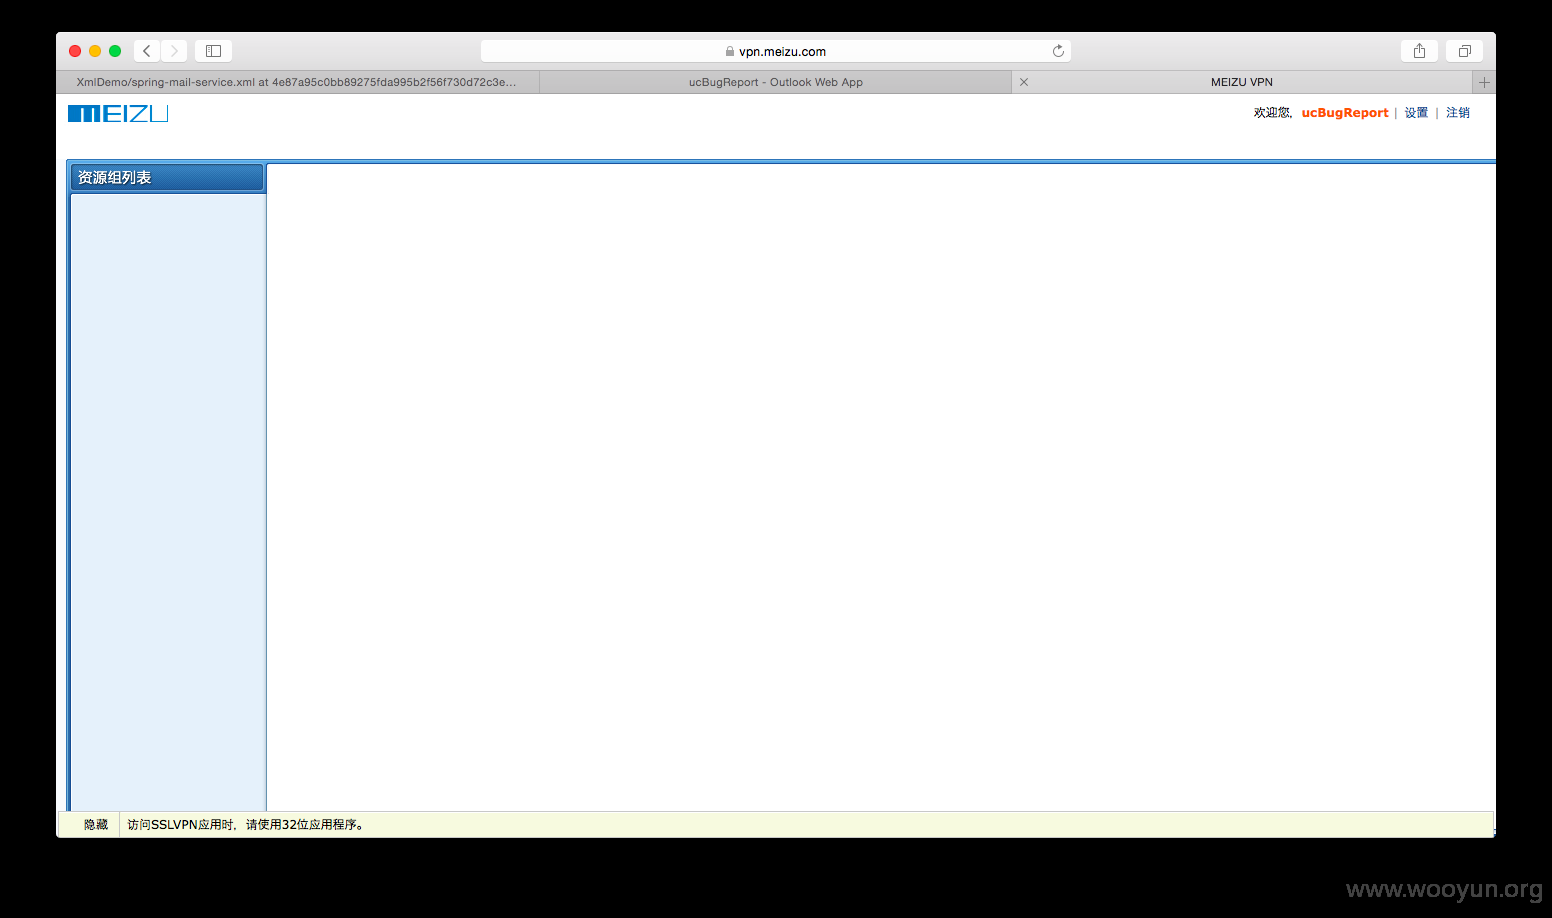 vpn.meizu.com
XmlDemo/spring-mail-service.xml at 4e87a95c0bb89275fda995b2f56f730d72c3e...
ucBugReport - Outlook Web App
MEIZU VPN
MEIZU
欢迎您, ucBugReport | 设置 | 注销
资源组列表
隐藏
访问SSLVPN应用时, 请使用32位应用程序。
www.wooyun.org